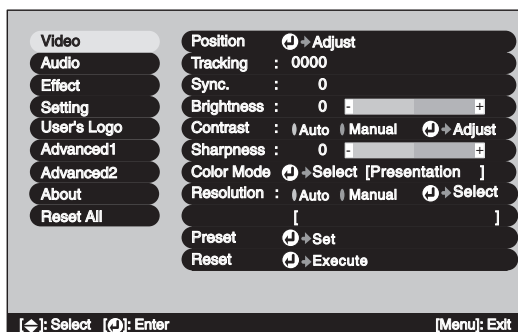 Video
Audio
Effect
Setting
User's Logo
Advanced1
Advanced2
About
Reset All
Position Adjust
Tracking : 0000
Sync. : 0
Brightness : 0 - +
Contrast : Auto Manual Adjust
Sharpness : 0 - +
Color Mode Select [Presentation ]
Resolution : Auto Manual Select
[ ]
Preset Set
Reset Execute
[ ]: Select [ ]: Enter [Menu]: Exit